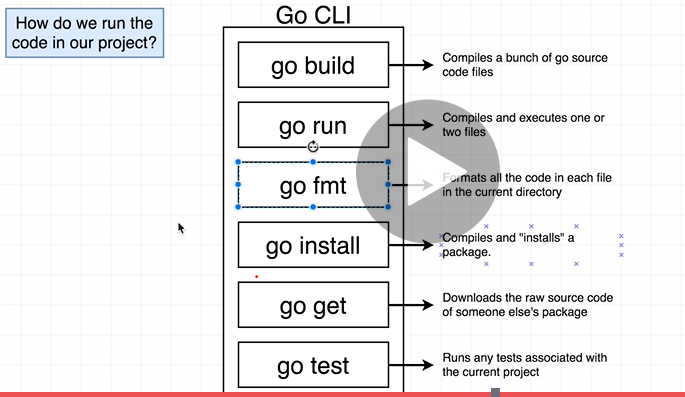 How do we run the
code in our project?
Go CLI
go build
Compiles a bunch of go source
code files
go run
Compiles and executes one or
two files
go fmt
Formats all the code in each file
in the current directory
go install
Compiles and "installs" a
package.
go get
Downloads the raw source code
of someone else's package
go test
Runs any tests associated with
the current project